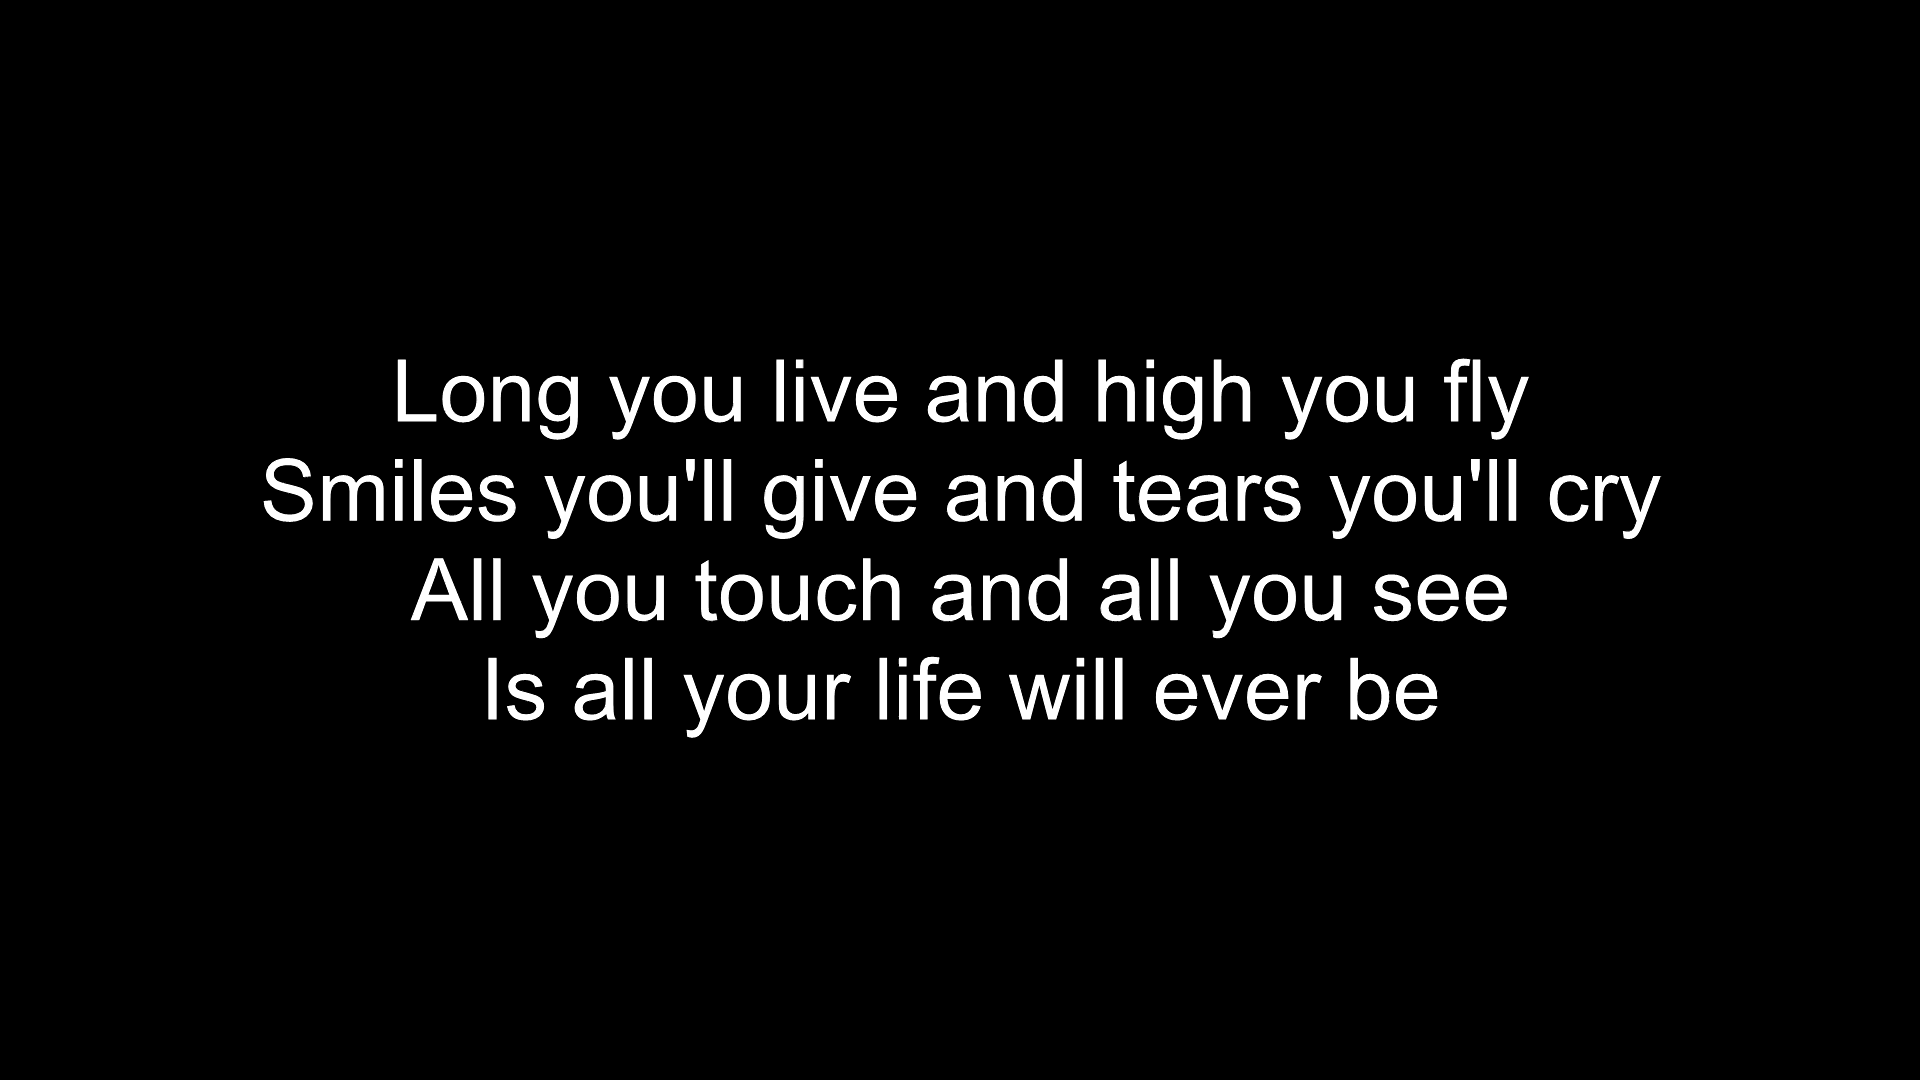 Long you live and high you fly
Smiles you'll give and tears you'll cry
All you touch and all you see
Is all your life will ever be